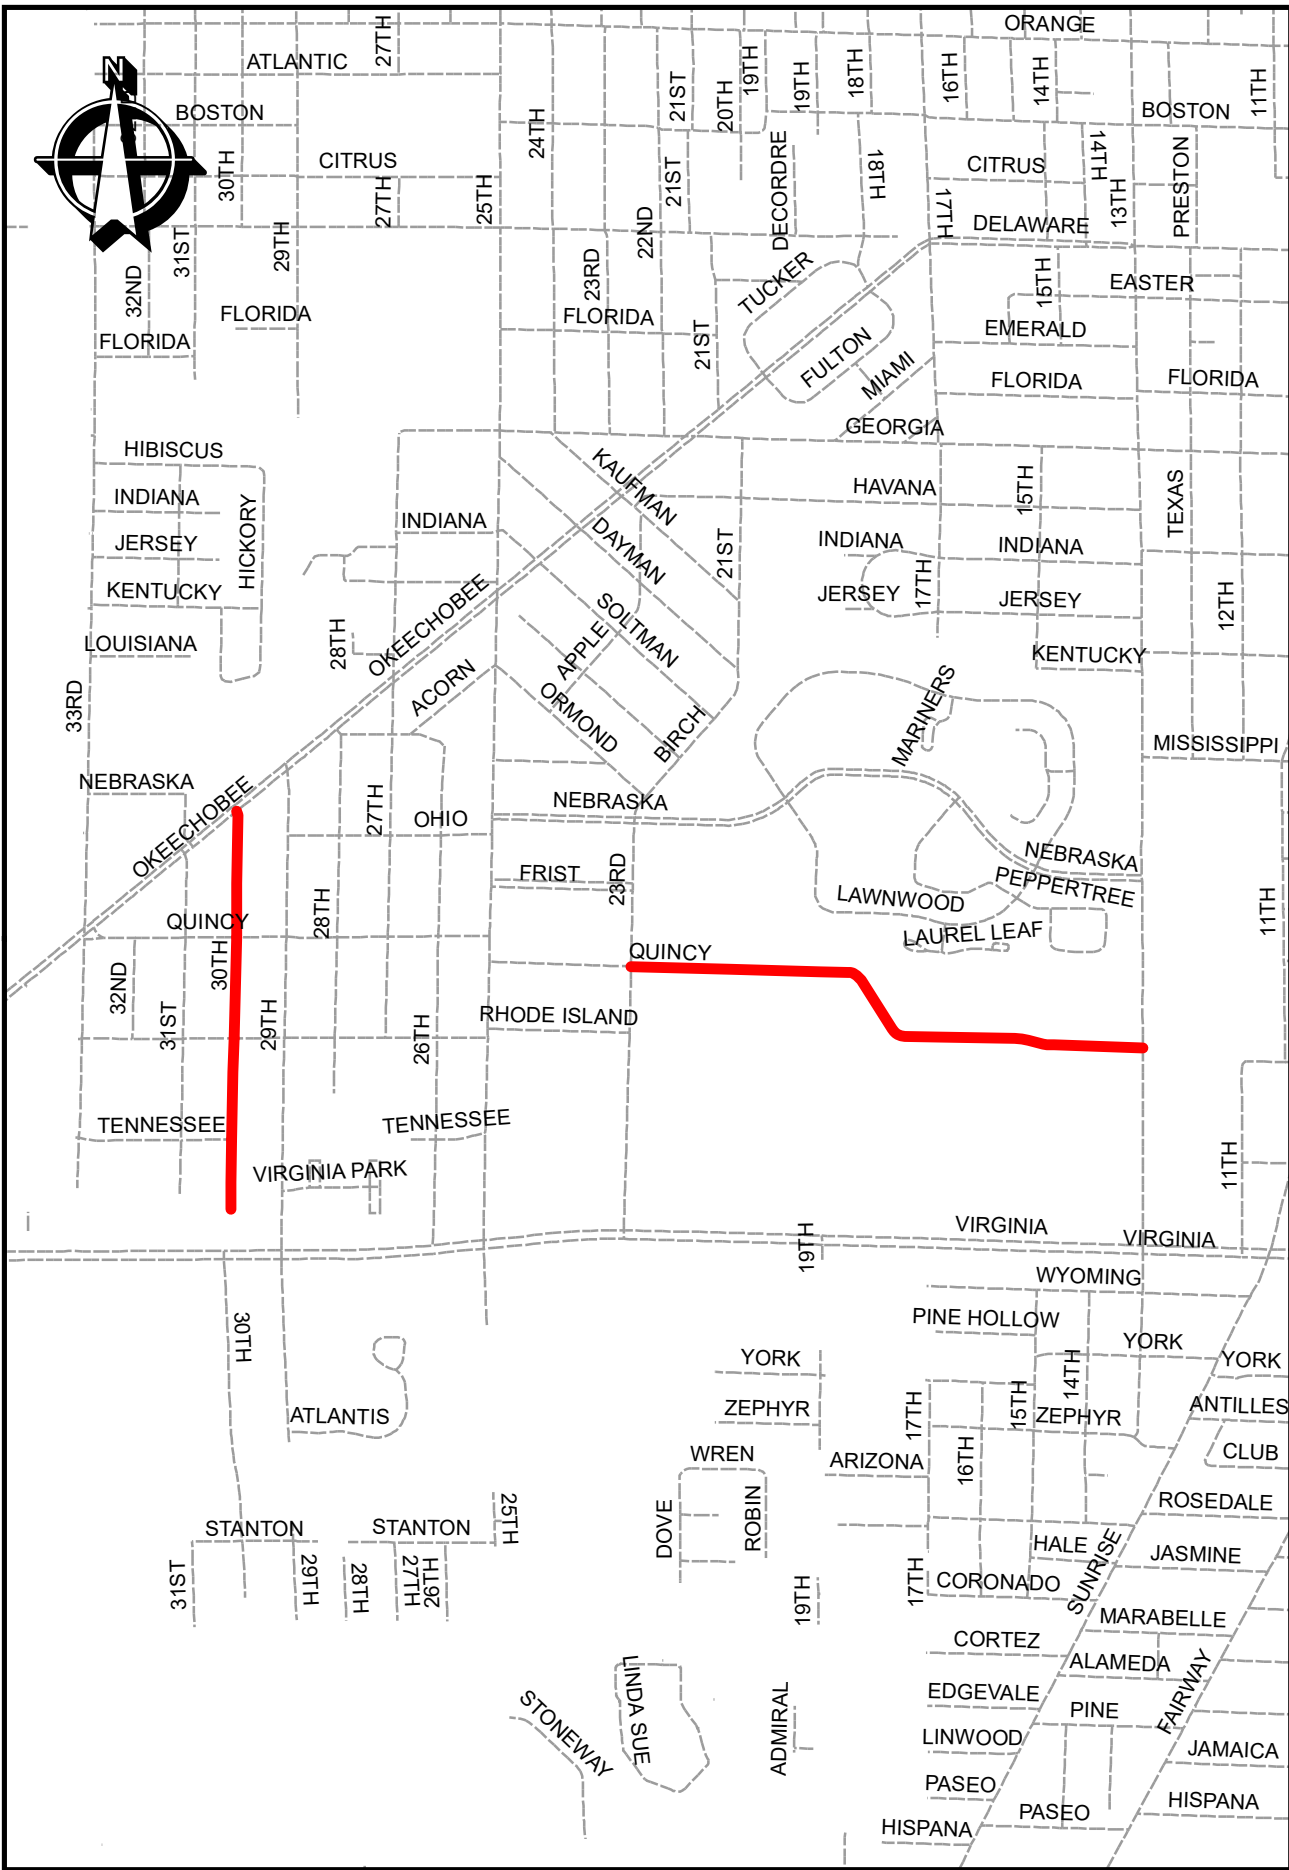 ORANGE
27TH
ATLANTIC
N
19TH
19TH
18TH
16TH
14TH
11TH
21ST
20TH
BOSTON
BOSTON
24TH
CITRUS
30TH
27TH
25TH
21ST
DECORDRE
18TH
CITRUS
14TH
13TH
PRESTON
17TH
DELAWARE
31ST
29TH
22ND
23RD
32ND
TUCKER
15TH
EASTER
FLORIDA
FLORIDA
21ST
EMERALD
FLORIDA
FULTON
MIAMI
FLORIDA
FLORIDA
GEORGIA
HIBISCUS
KAUFMAN
HAVANA
15TH
TEXAS
INDIANA
HICKORY
INDIANA
DAYMAN
21ST
INDIANA
INDIANA
JERSEY
KENTUCKY
OKEECHOBEE
SOLTMAN
JERSEY
17TH
JERSEY
12TH
LOUISIANA
28TH
APPLE
KENTUCKY
ACORN
ORMOND
33RD
BIRCH
MARINERS
MISSISSIPPI
NEBRASKA
OKEECHOBEE
27TH
OHIO
NEBRASKA
NEBRASKA
FRIST
23RD
PEPPERTREE
LAWNWOOD
11TH
QUINCY
28TH
LAUREL LEAF
30TH
QUINCY
32ND
31ST
29TH
26TH
RHODE ISLAND
TENNESSEE
TENNESSEE
VIRGINIA PARK
11TH
VIRGINIA
VIRGINIA
19TH
WYOMING
30TH
PINE HOLLOW
YORK
YORK
YORK
14TH
ATLANTIS
ZEPHYR
17TH
15TH
ZEPHYR
ANTILLES
WREN
ARIZONA
16TH
CLUB
25TH
DOVE
ROBIN
ROSEDALE
STANTON
STANTON
HALE
SUNRISE
JASMINE
31ST
29TH
28TH
27TH
26TH
19TH
17TH
CORONADO
MARABELLE
CORTEZ
ALAMEDA
LINDA SUE
STONEWAY
ADMIRAL
EDGEVALE
PINE
FAIRWAY
LINWOOD
JAMAICA
PASEO
PASEO
HISPANA
HISPANA